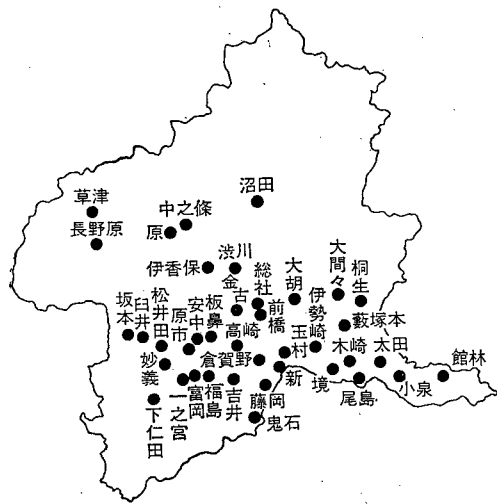 沼田
草津
中之條
長野原
原
渋川
伊香保
金古
総社
前橋
大胡
大間々
桐生
伊勢崎
藪塚本
坂本
臼井
松井田
原市
安中
板鼻
高崎
玉村
木崎
太田
館林
妙義
倉賀野
新
境
尾島
小泉
下仁田
一之宮
富岡
福島
吉井
藤岡
鬼石